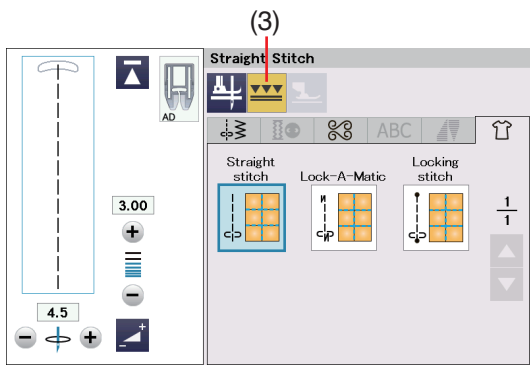 (3)
Straight Stitch
AD
ABC
Straight
stitch
Lock-A-Matic
Locking
stitch
3.00
1
1
4.5